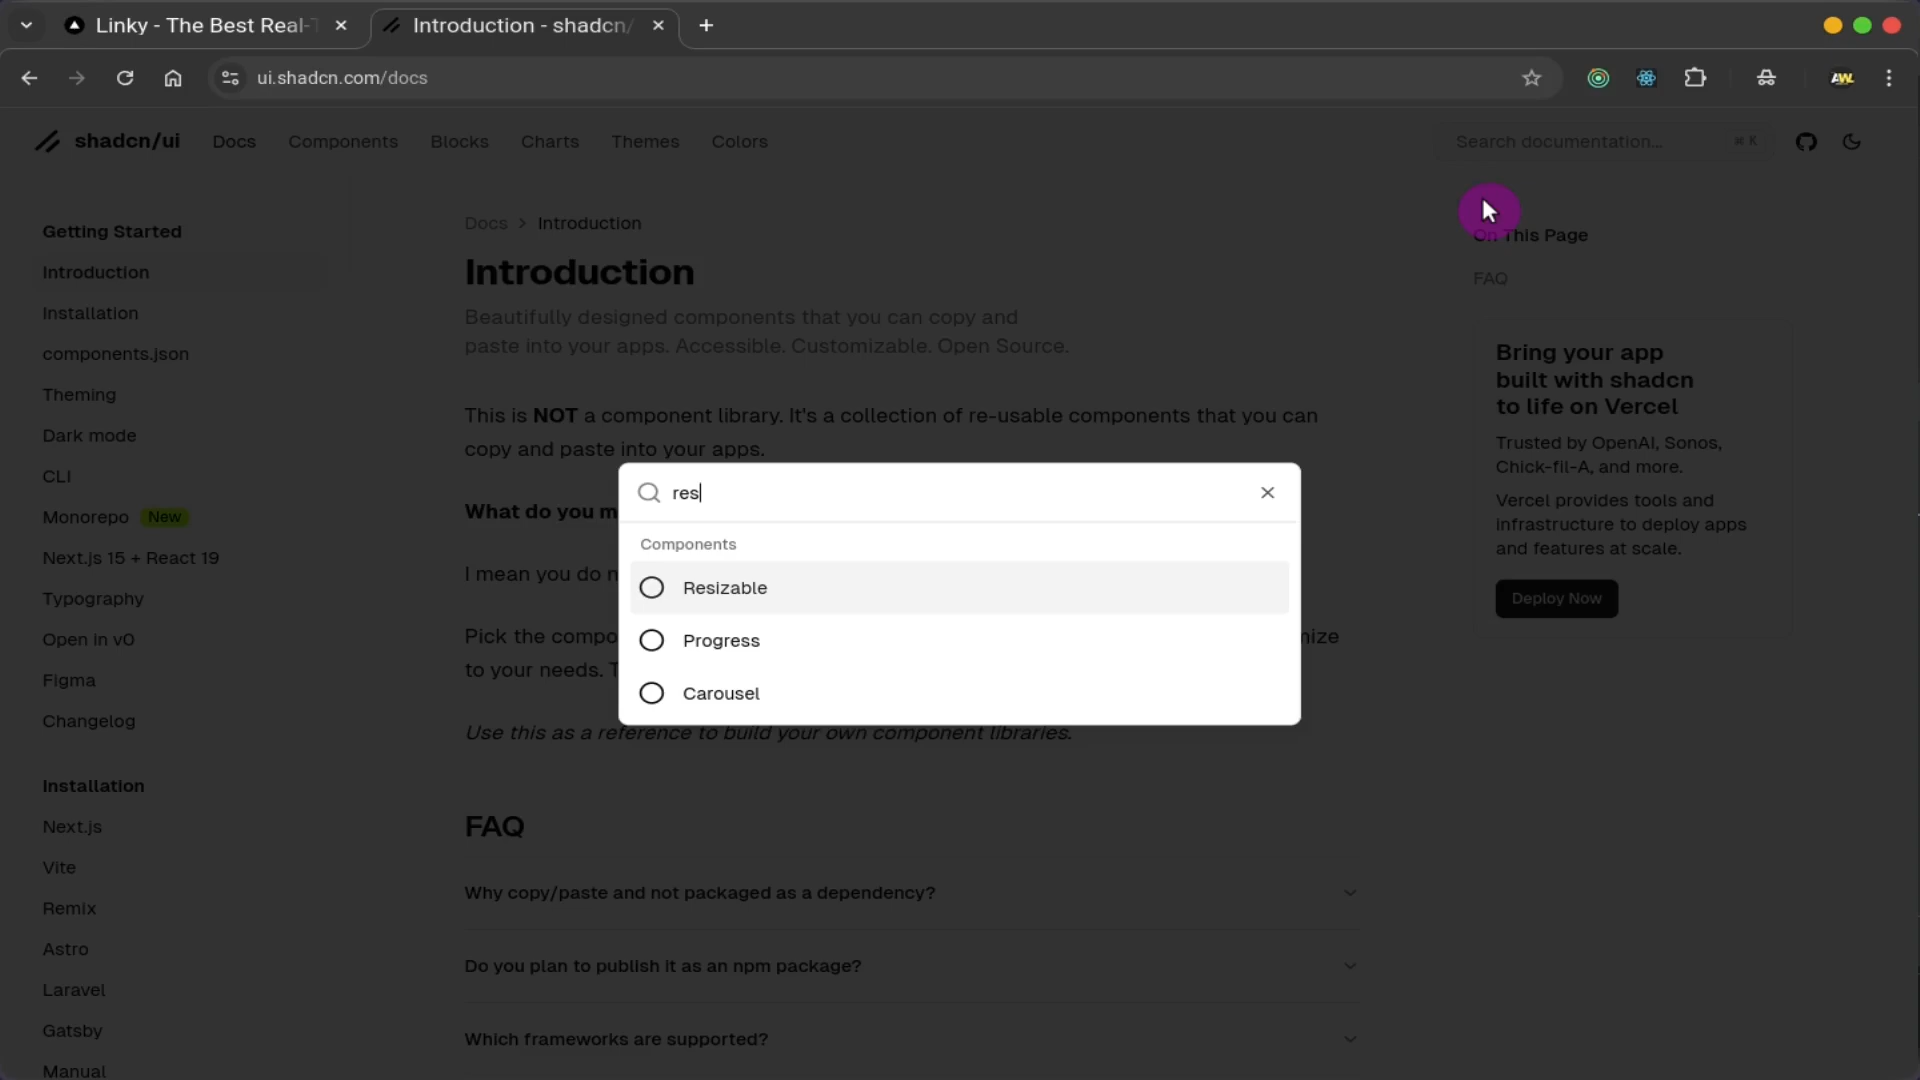 Linky - The Best Real-T
Introduction - shadcn/
ui.shadcn.com/docs
AWL
shadcn/ui
Docs
Components
Blocks
Charts
Themes
Colors
Search documentation...
⌘ K
Getting Started
Introduction
Installation
components.json
Theming
Dark mode
CLI
Monorepo New
Next.js 15 + React 19
Typography
Open in v0
Figma
Changelog
Installation
Next.js
Vite
Remix
Astro
Laravel
Gatsby
Manual
Docs > Introduction
Introduction
Beautifully designed components that you can copy and
paste into your apps. Accessible. Customizable. Open Source.
This is NOT a component library. It's a collection of re-usable components that you can
copy and paste into your apps.
What do you m
I mean you do n
Pick the compo
mize
to your needs. T
Use this as a reference to build your own component libraries.
res
Components
Resizable
Progress
Carousel
FAQ
Why copy/paste and not packaged as a dependency?
Do you plan to publish it as an npm package?
Which frameworks are supported?
On This Page
FAQ
Bring your app
built with shadcn
to life on Vercel
Trusted by OpenAI, Sonos,
Chick-fil-A, and more.
Vercel provides tools and
infrastructure to deploy apps
and features at scale.
Deploy Now